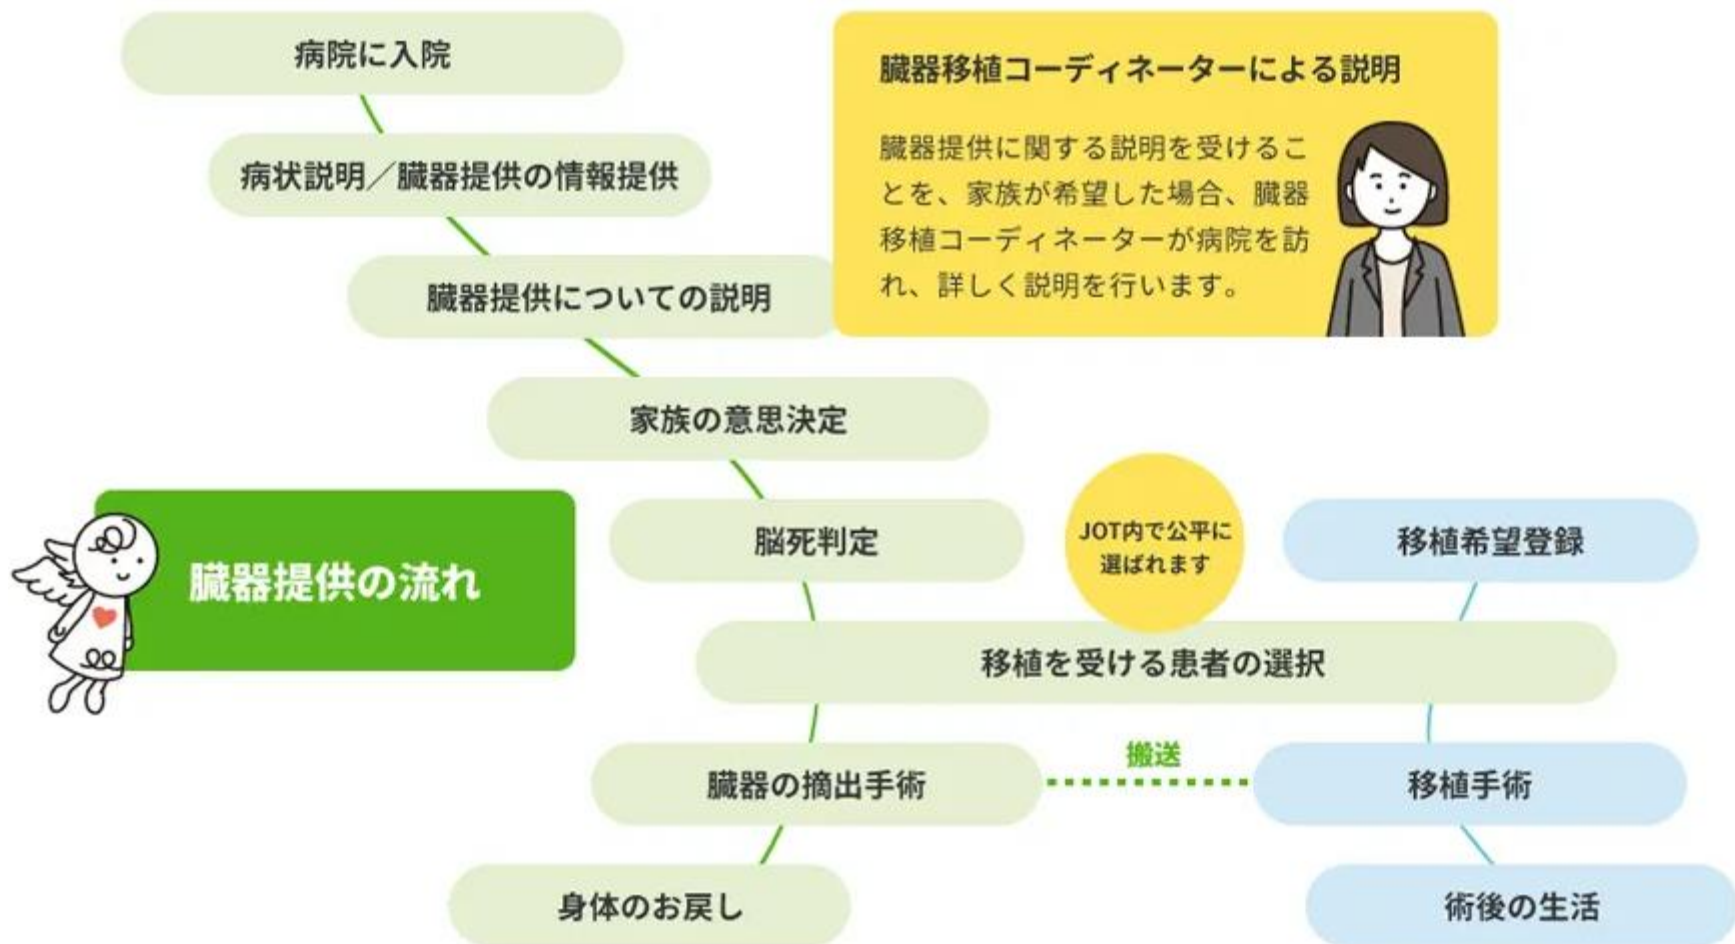 病院に入院
病状説明／臓器提供の情報提供
臓器提供についての説明
臓器移植コーディネーターによる説明
臓器提供に関する説明を受けるこ
とを、家族が希望した場合、臓器
移植コーディネーターが病院を訪
れ、詳しく説明を行います。
家族の意思決定
臓器提供の流れ
脳死判定
JOT内で公平に
選ばれます
移植希望登録
移植を受ける患者の選択
臓器の摘出手術
搬送
移植手術
身体のお戻し
術後の生活